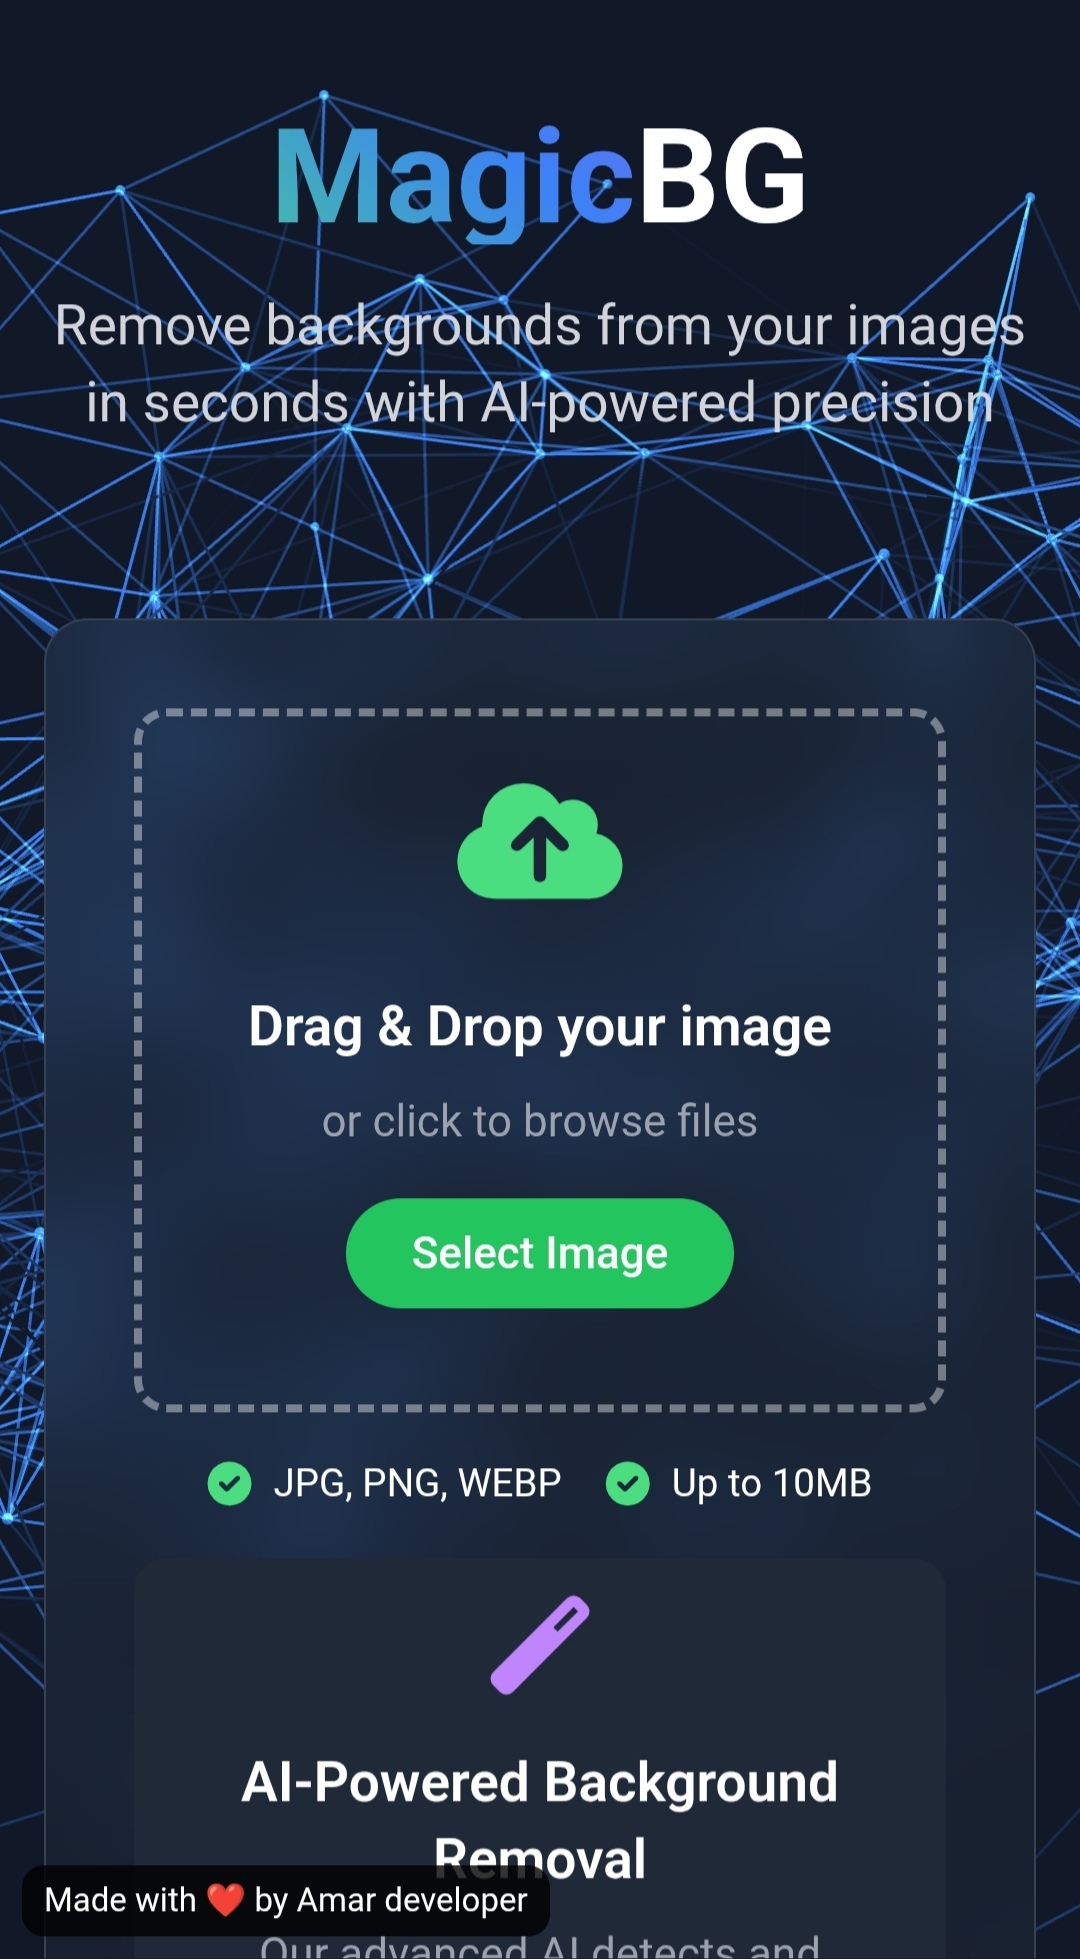 MagicBG
Remove backgrounds from your images
in seconds with AI-powered precision
Drag & Drop your image
or click to browse files
Select Image
JPG, PNG, WEBP Up to 10MB
AI-Powered Background
Removal
Made with ❤️ by Amar developer
Our advanced AI detects and